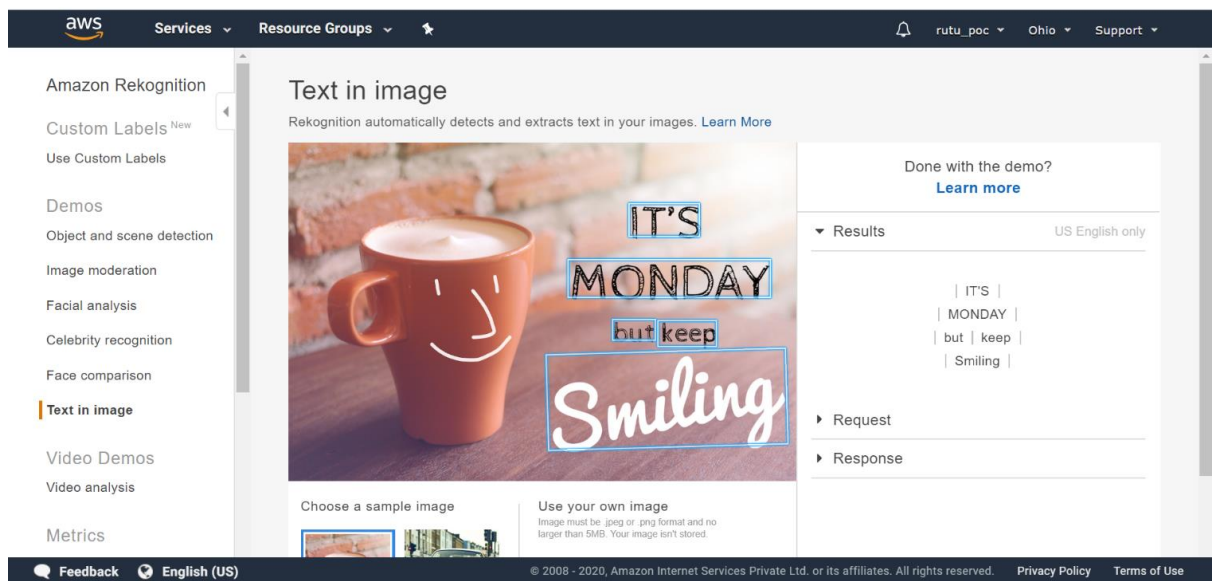 aws
Services
Resource Groups
rutu_poc
Ohio
Support
Amazon Rekognition
Custom Labels New
Use Custom Labels
Demos
Object and scene detection
Image moderation
Facial analysis
Celebrity recognition
Face comparison
Text in image
Video Demos
Video analysis
Metrics
Text in image
Rekognition automatically detects and extracts text in your images. Learn More
IT'S
MONDAY
but keep
Smiling
Choose a sample image
Use your own image
Image must be .jpeg or .png format and no
larger than 5MB. Your image isn't stored.
Done with the demo?
Learn more
Results
US English only
| IT'S |
| MONDAY |
| but | keep |
| Smiling |
Request
Response
Feedback
English (US)
© 2008 - 2020, Amazon Internet Services Private Ltd. or its affiliates. All rights reserved.
Privacy Policy
Terms of Use